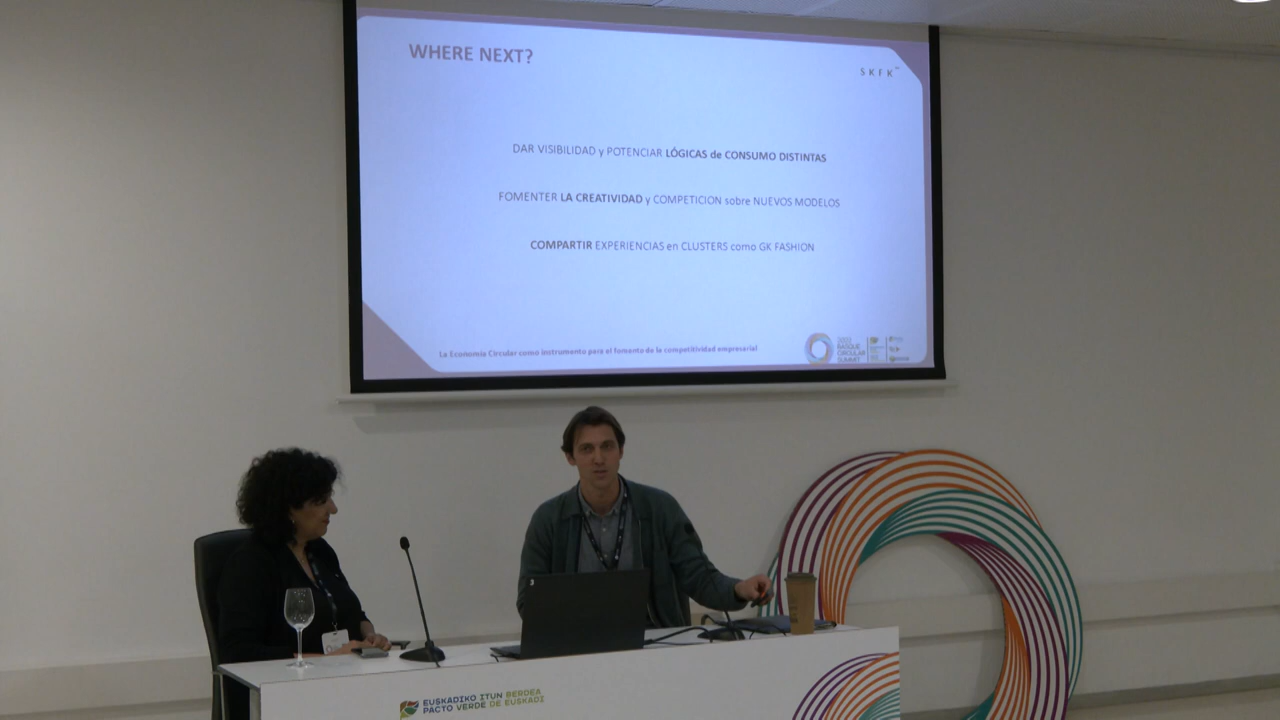 WHERE NEXT?
SKFK
DAR VISIBILIDAD y POTENCIAR LÓGICAS de CONSUMO DISTINTAS
FOMENTER LA CREATIVIDAD y COMPETICION sobre NUEVOS MODELOS
COMPARTIR EXPERIENCIAS en CLUSTERS como GK FASHION
La Economía Circular como instrumento para el fomento de la competitividad empresarial
BASQUE
CIRCULAR
SUMMIT
EUSKADIKO ITUN BERDEA
PACTO VERDE DE EUSKADI